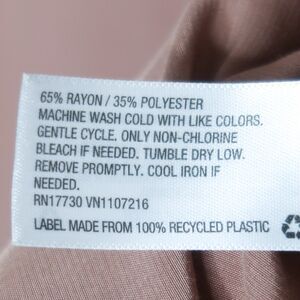 65% RAYON / 35% POLYESTER
MACHINE WASH COLD WITH LIKE COLORS.
GENTLE CYCLE. ONLY NON-CHLORINE
BLEACH IF NEEDED. TUMBLE DRY LOW.
REMOVE PROMPTLY. COOL IRON IF
NEEDED.
RN17730 VN1107216
LABEL MADE FROM 100% RECYCLED PLASTIC